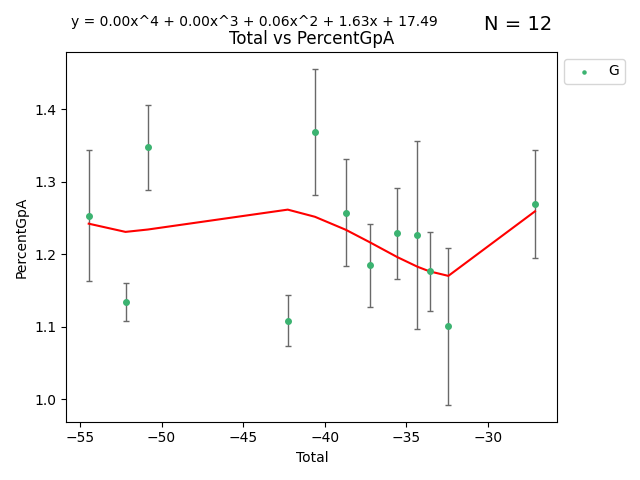 y = 0.00x^4 + 0.00x^3 + 0.06x^2 + 1.63x + 17.49
N = 12
Total vs PercentGpA
G
PercentGpA
1.4
1.3
1.2
1.1
1.0
−55
−50
−45
−40
−35
−30
Total